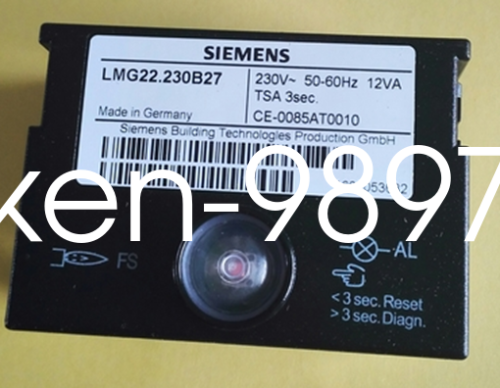 SIEMENS
LMG22.230B27
230V~ 50-60Hz 12VA
TSA 3sec.
Made in Germany
CE-0085AT0010
Siemens Building Technologies Production GmbH
ken-9897
FS
AL
< 3 sec. Reset
> 3 sec. Diagn.